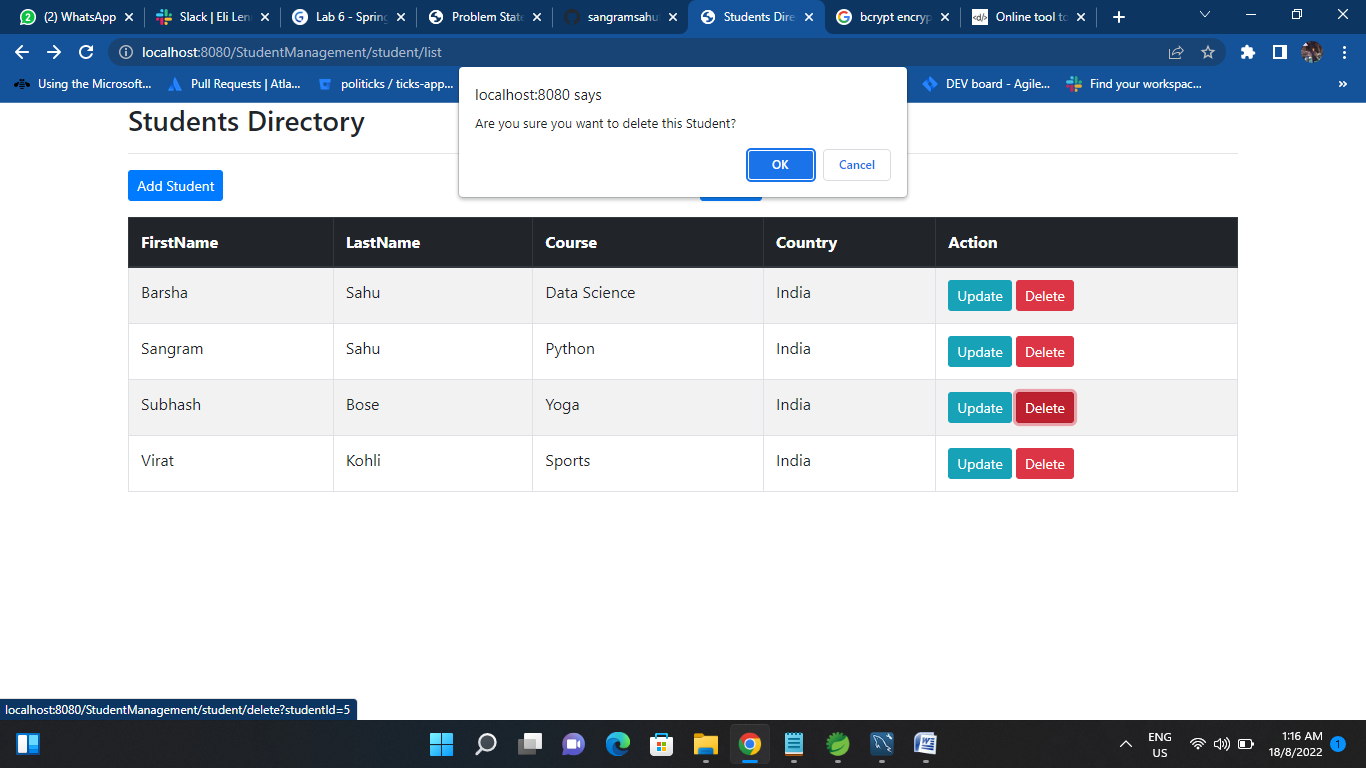 (2) WhatsApp
Slack | Eli Len
Lab 6 - Spring
Problem State
sangramsahu
Students Dire
bcrypt encryp
Online tool to
localhost:8080/StudentManagement/student/list
Using the Microsoft...
Pull Requests | Atla...
politicks / ticks-app...
DEV board - Agile...
Find your workspac...
»
localhost:8080 says
Are you sure you want to delete this Student?
OK Cancel
Students Directory
Add Student
FirstName LastName Course Country Action
Barsha Sahu Data Science India Update Delete
Sangram Sahu Python India Update Delete
Subhash Bose Yoga India Update Delete
Virat Kohli Sports India Update Delete
localhost:8080/StudentManagement/student/delete?studentId=5
ENG
US
1:16 AM
18/8/2022
1